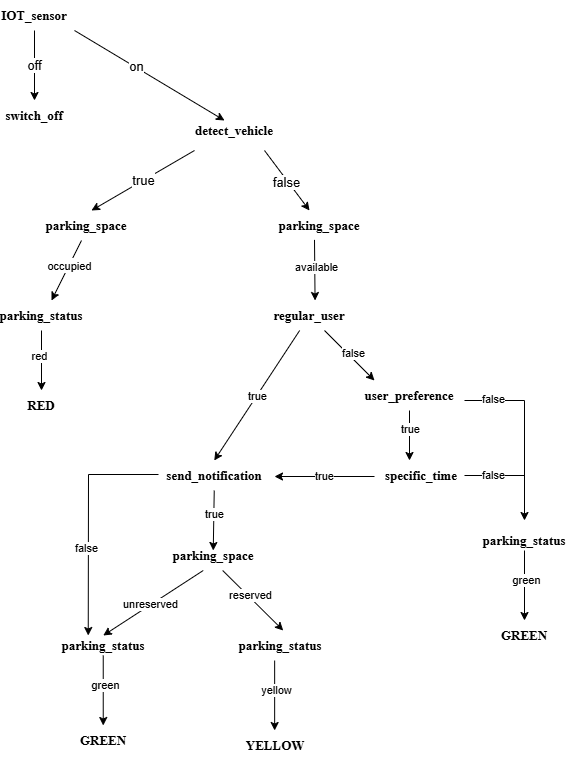 IOT_sensor
off
on
switch_off
detect_vehicle
true
false
parking_space
parking_space
occupied
available
parking_status
regular_user
red
false
true
user_preference
false
RED
true
send_notification
true
specific_time
false
true
false
parking_status
parking_space
green
unreserved
reserved
GREEN
parking_status
parking_status
green
yellow
GREEN
YELLOW